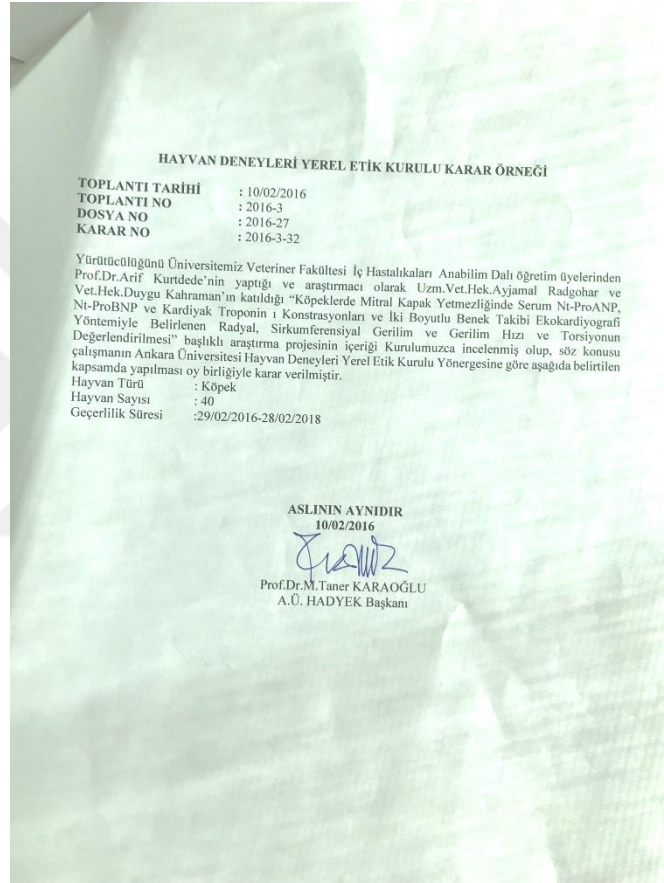 HAYVAN DENEYLERİ YEREL ETİK KURULU KARAR ÖRNEĞİ
TOPLANTI TARİHİ : 10/02/2016
TOPLANTI NO : 2016-3
DOSYA NO : 2016-27
KARAR NO : 2016-3-32
Yürütücülüğünü Üniversitemiz Veteriner Fakültesi İç Hastalıkaları Anabilim Dalı öğretim üyelerinden
Prof.Dr.Arif Kurtdede'nin yaptığı ve araştırmacı olarak Uzm.Vet.Hek.Ayjamal Radgohar ve
Vet.Hek.Duygu Kahraman'ın katıldığı "Köpeklerde Mitral Kapak Yetmezliğinde Serum Nt-ProANP,
Nt-ProBNP ve Kardiyak Troponin ı Konstrasyonları ve İki Boyutlu Benek Takibi Ekokardiyografi
Yöntemiyle Belirlenen Radyal, Sirkumferensiyal Gerilim ve Gerilim Hızı ve Torsiyonun
Değerlendirilmesi" başlıklı araştırma projesinin içeriği Kurulumuzca incelenmiş olup, söz konusu
çalışmanın Ankara Üniversitesi Hayvan Deneyleri Yerel Etik Kurulu Yönergesine göre aşağıda belirtilen
kapsamda yapılması oy birliğiyle karar verilmiştir.
Hayvan Türü : Köpek
Hayvan Sayısı : 40
Geçerlilik Süresi :29/02/2016-28/02/2018
ASLININ AYNIDIR
10/02/2016
Prof.Dr.M.Taner KARAOĞLU
A.Ü. HADYEK Başkanı